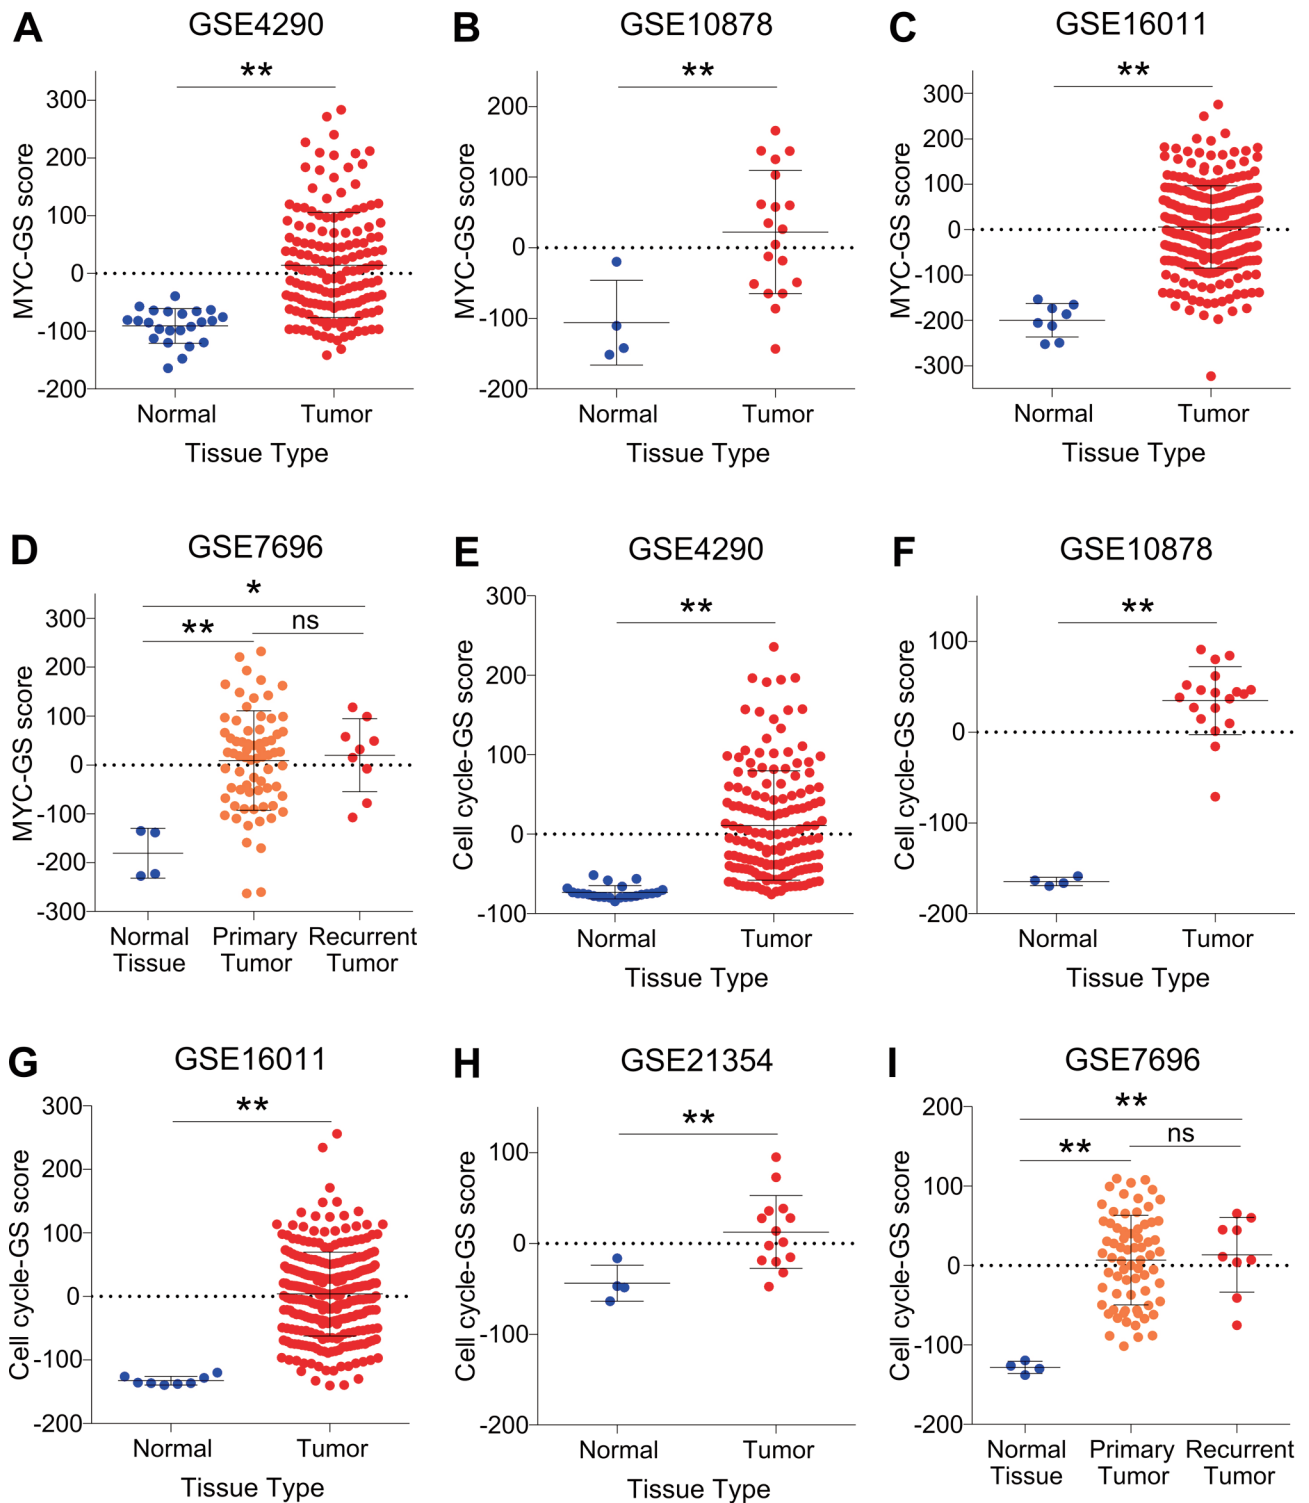 A
GSE4290
**
MYC-GS score
300
200
100
0
-100
-200
Normal
Tumor
Tissue Type
B
GSE10878
**
MYC-GS score
200
100
0
-100
-200
Normal
Tumor
Tissue Type
C
GSE16011
**
MYC-GS score
300
200
100
0
-100
-200
-300
Normal
Tumor
Tissue Type
D
GSE7696
*
**
ns
MYC-GS score
300
200
100
0
-100
-200
-300
Normal Tissue
Primary Tumor
Recurrent Tumor
E
GSE4290
**
Cell cycle-GS score
300
200
100
0
-100
Normal
Tumor
Tissue Type
F
GSE10878
**
Cell cycle-GS score
100
0
-100
-200
Normal
Tumor
Tissue Type
G
GSE16011
**
Cell cycle-GS score
300
200
100
0
-100
-200
Normal
Tumor
Tissue Type
H
GSE21354
**
Cell cycle-GS score
100
0
-100
-200
Normal
Tumor
Tissue Type
I
GSE7696
**
**
ns
Cell cycle-GS score
200
100
0
-100
-200
Normal Tissue
Primary Tumor
Recurrent Tumor